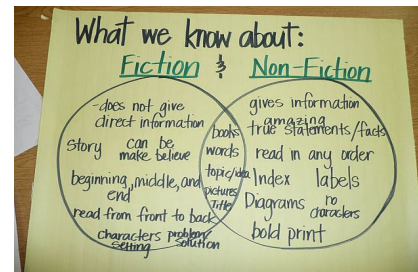 What we know about:
Fiction & Non-Fiction
-does not give
direct information
Story can be
make believe
beginning, middle, and
end
read from front to back
characters problem/
setting solution
books
words
topic/idea
pictures
Title
gives information
amazing
true statements/facts
read in any order
Index labels
Diagrams no
characters
bold print